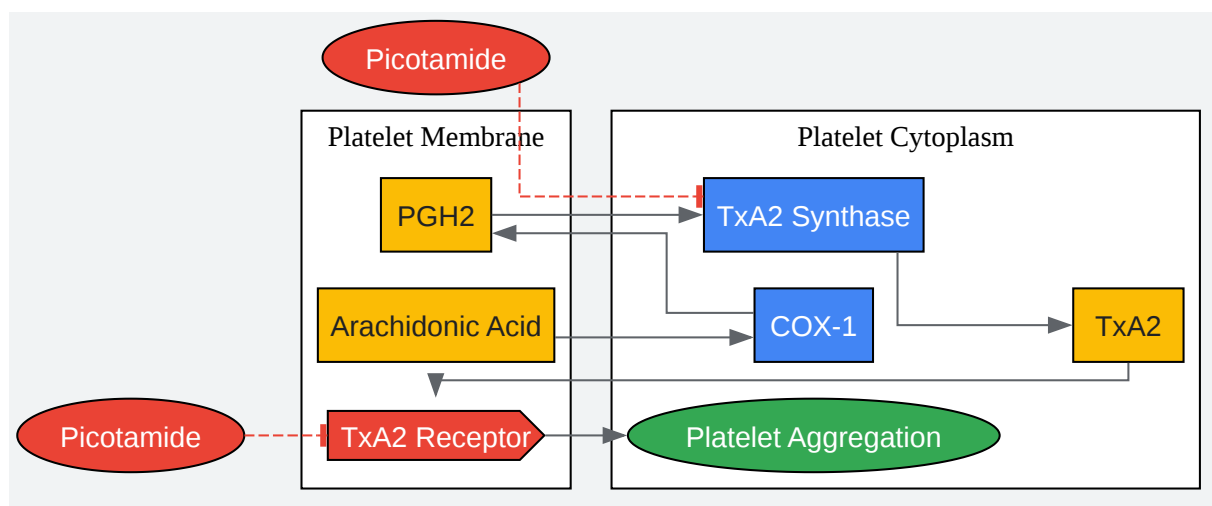 Picotamide
Platelet Membrane
Platelet Cytoplasm
PGH2
TxA2 Synthase
Arachidonic Acid
COX-1
TxA2
Picotamide
TxA2 Receptor
Platelet Aggregation